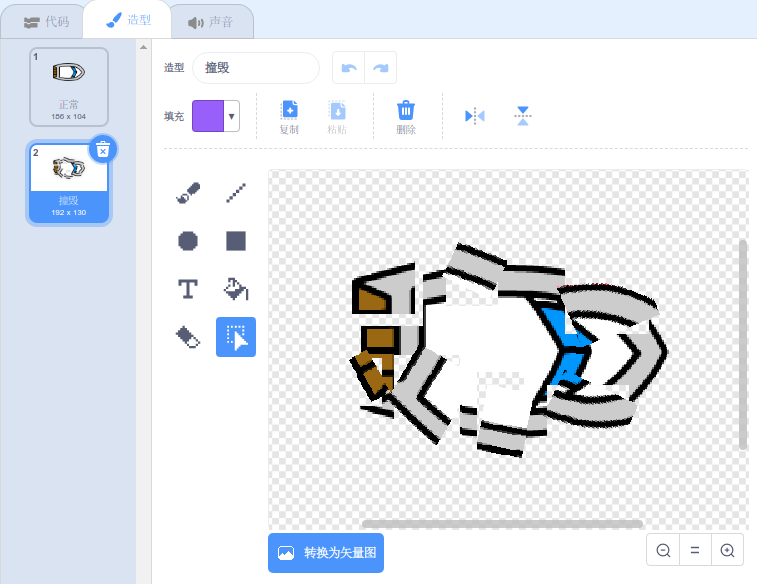 代码
造型
声音
1
正常
186 x 104
2
撞毁
192 x 130
造型
撞毁
填充
复制
粘贴
删除
转换为矢量图